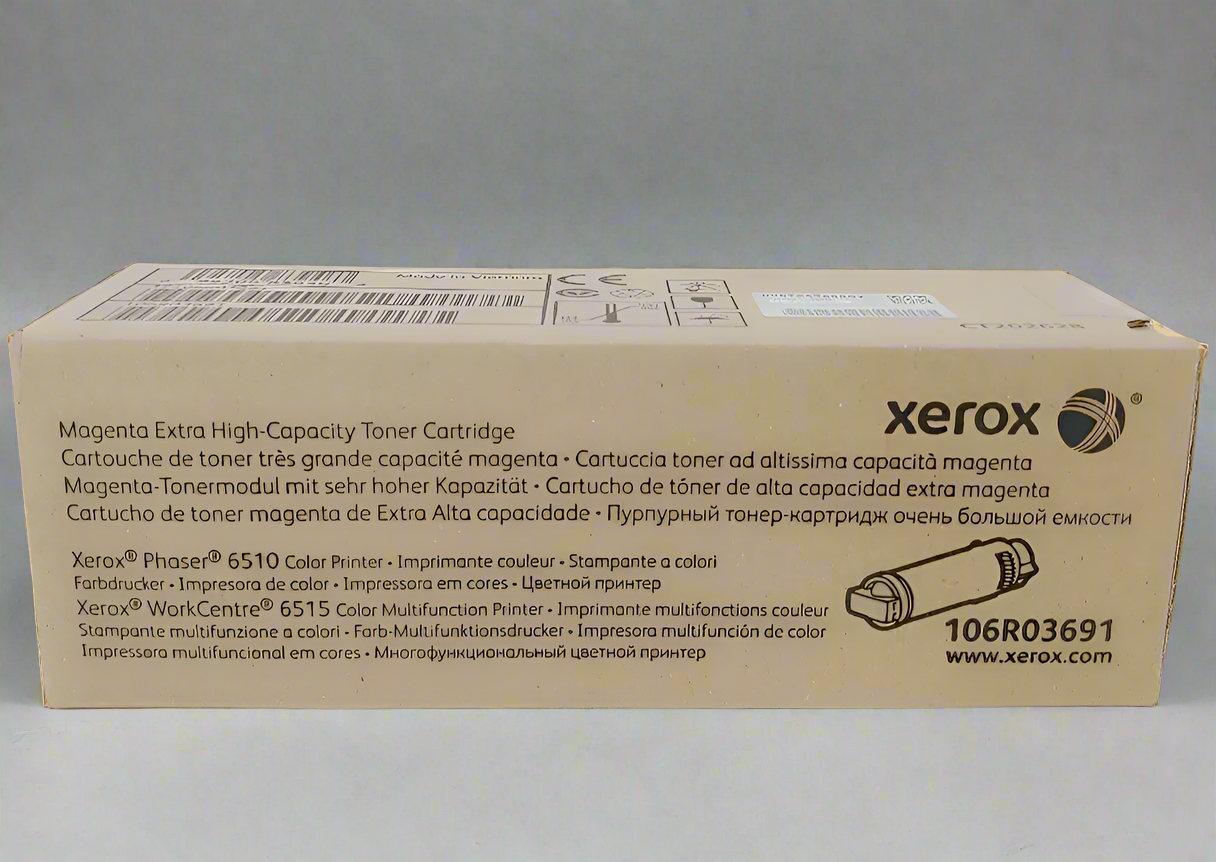 Made in Vietnam
CE
CT202628
xerox ®
Magenta Extra High-Capacity Toner Cartridge
Cartouche de toner très grande capacité magenta • Cartuccia toner ad altissima capacità magenta
Magenta-Tonermodul mit sehr hoher Kapazität • Cartucho de tóner de alta capacidad extra magenta
Cartucho de toner magenta de Extra Alta capacidade • Пурпурный тонер-картридж очень большой емкости
Xerox® Phaser® 6510 Color Printer • Imprimante couleur • Stampante a colori
Farbdrucker • Impresora de color • Impressora em cores • Цветной принтер
Xerox® WorkCentre® 6515 Color Multifunction Printer • Imprimante multifonctions couleur
Stampante multifunzione a colori • Farb-Multifunktionsdrucker • Impresora multifunción de color
Impressora multifuncional em cores • Многофункциональный цветной принтер
106R03691
www.xerox.com